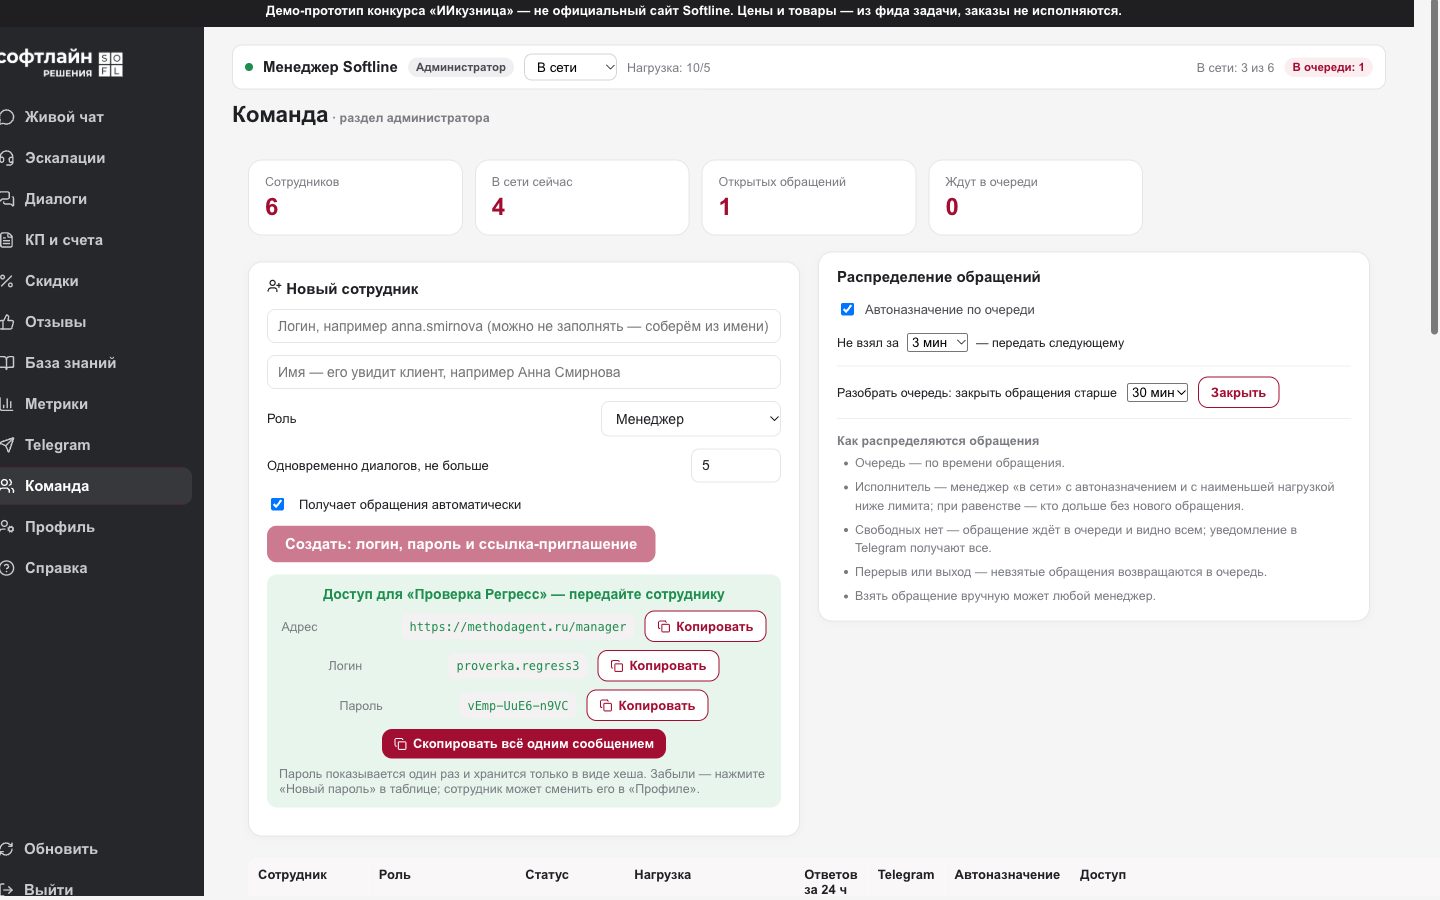 Демо-прототип конкурса «ИИкузница» — не официальный сайт Softline. Цены и товары — из фида задачи, заказы не исполняются.
софтлайн
РЕШЕНИЯ
SO
FL
Живой чат
Эскалации
Диалоги
КП и счета
Скидки
Отзывы
База знаний
Метрики
Telegram
Команда
Профиль
Справка
Обновить
Выйти
Менеджер Softline Администратор В сети Нагрузка: 10/5 В сети: 3 из 6 В очереди: 1
Команда · раздел администратора
Сотрудников
6
В сети сейчас
4
Открытых обращений
1
Ждут в очереди
0
Новый сотрудник
Логин, например anna.smirnova (можно не заполнять — соберём из имени)
Имя — его увидит клиент, например Анна Смирнова
Роль Менеджер
Одновременно диалогов, не больше 5
Получает обращения автоматически
Создать: логин, пароль и ссылка-приглашение
Доступ для «Проверка Регресс» — передайте сотруднику
Адрес https://methodagent.ru/manager Копировать
Логин proverka.regress3 Копировать
Пароль vEmp-UuE6-n9VC Копировать
Скопировать всё одним сообщением
Пароль показывается один раз и хранится только в виде хеша. Забыли — нажмите
«Новый пароль» в таблице; сотрудник может сменить его в «Профиле».
Распределение обращений
Автоназначение по очереди
Не взял за 3 мин — передать следующему
Разобрать очередь: закрыть обращения старше 30 мин Закрыть
Как распределяются обращения
• Очередь — по времени обращения.
• Исполнитель — менеджер «в сети» с автоназначением и с наименьшей нагрузкой
ниже лимита; при равенстве — кто дольше без нового обращения.
• Свободных нет — обращение ждёт в очереди и видно всем; уведомление в
Telegram получают все.
• Перерыв или выход — невзятые обращения возвращаются в очередь.
• Взять обращение вручную может любой менеджер.
Сотрудник Роль Статус Нагрузка Ответов Telegram Автоназначение Доступ
за 24 ч